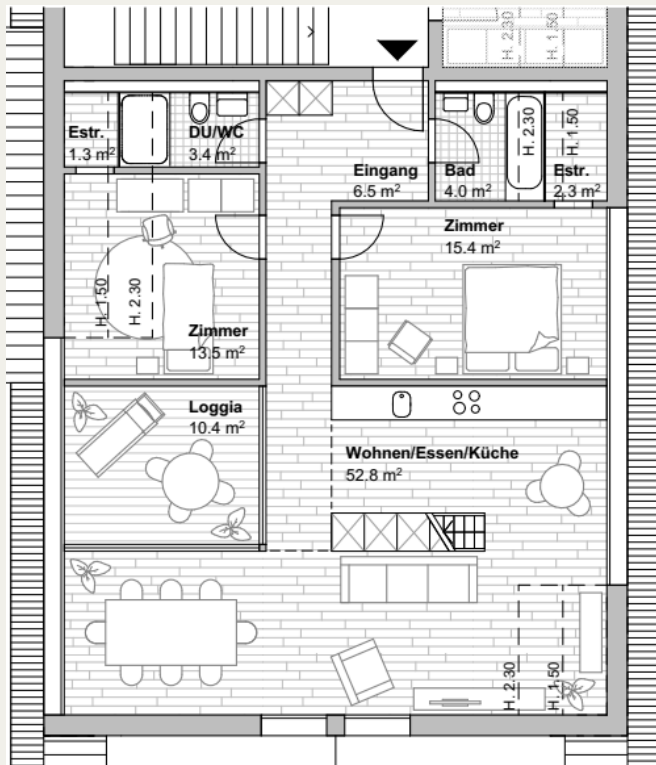 H. 2.30
H. 1.50
Estr.
1.3 m²
DU/WC
3.4 m²
Eingang
6.5 m²
Bad
4.0 m²
H. 2.30
H. 1.50
Estr.
2.3 m²
Zimmer
15.4 m²
H. 1.50
H. 2.30
Zimmer
13.5 m²
Loggia
10.4 m²
Wohnen/Essen/Küche
52.8 m²
H. 2.30
H. 1.50